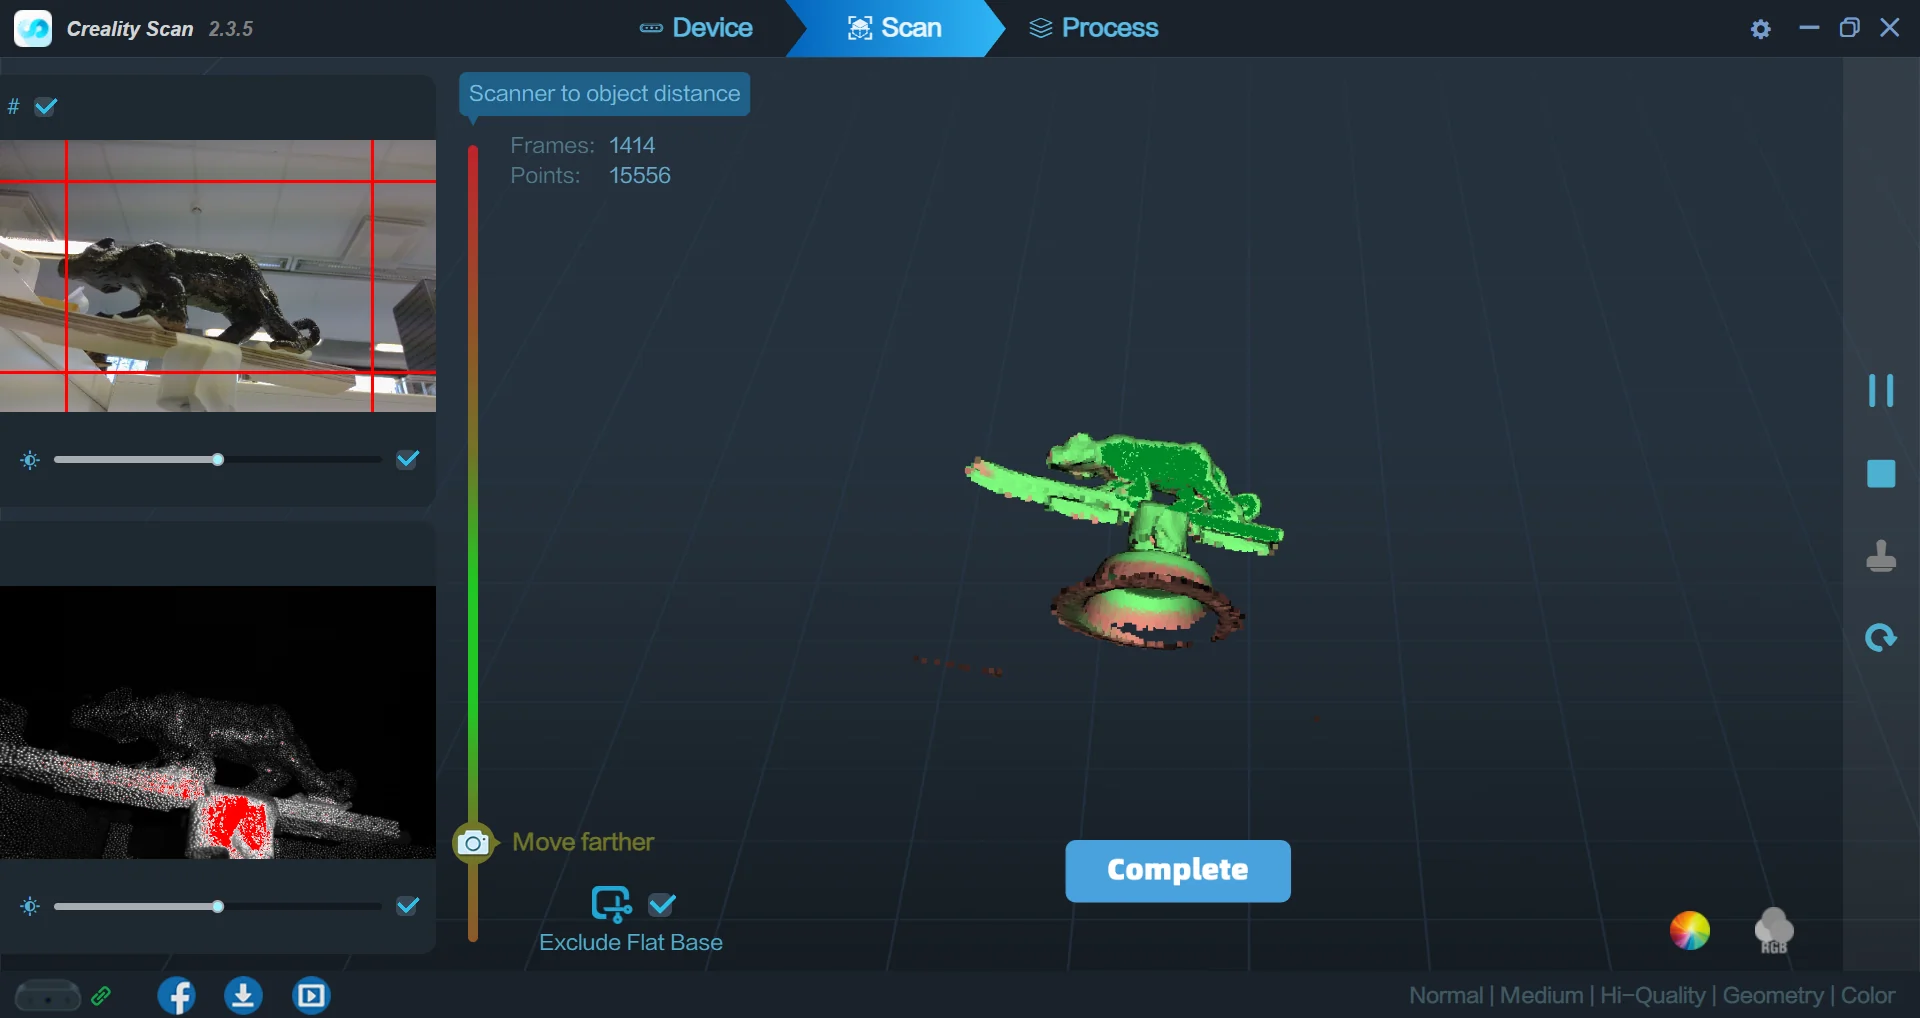 Creality Scan 2.3.5
Device
Scan
Process
#
Scanner to object distance
Frames: 1414
Points: 15556
Move farther
Complete
Exclude Flat Base
RGB
Normal | Medium | Hi-Quality | Geometry | Color